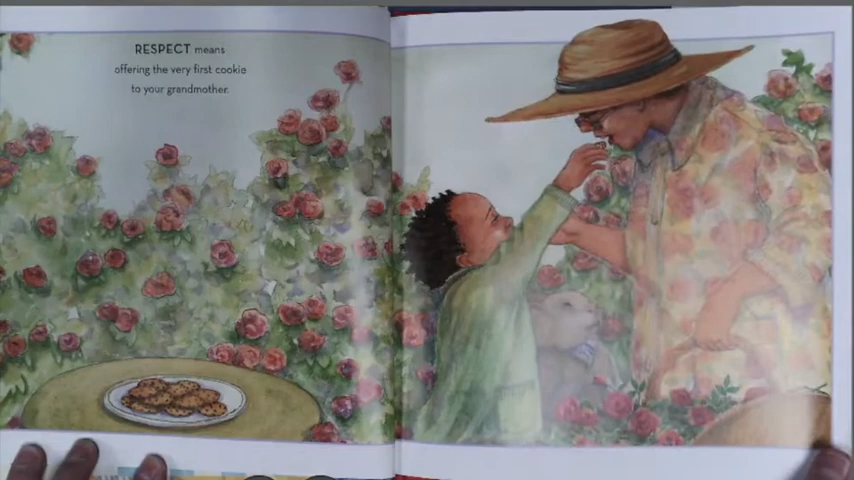 RESPECT means
offering the very first cookie
to your grandmother.